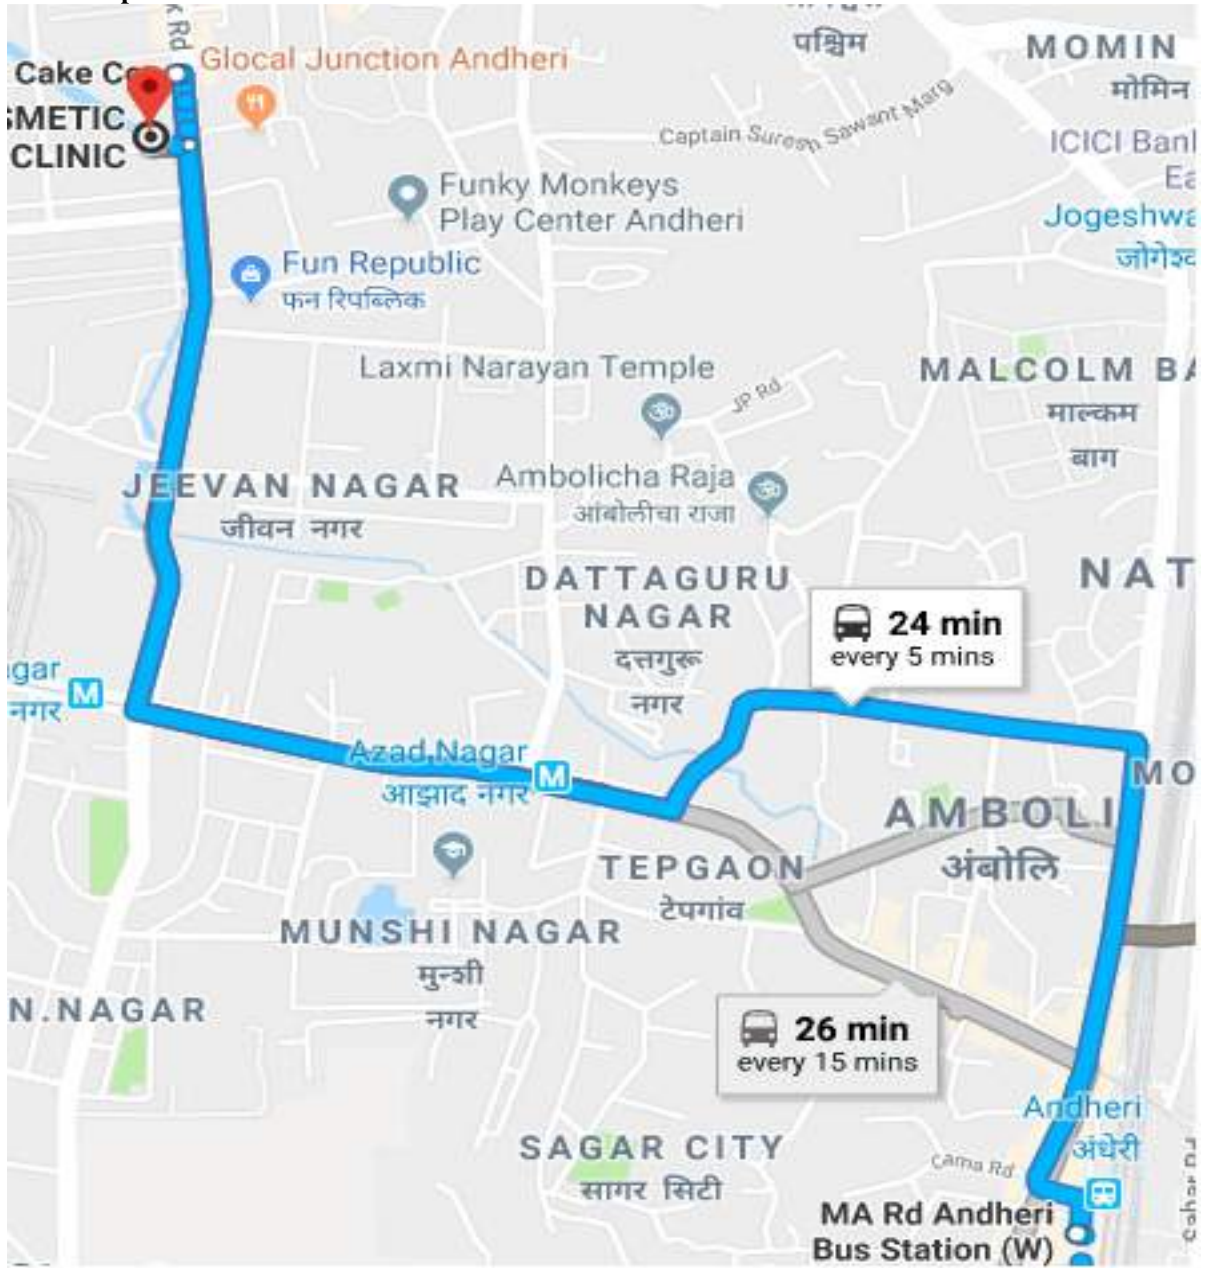 k Rd
Glocal Junction Andheri
Cake Co
SMETIC
CLINIC
पश्चिम
MOMIN
मोमिन
Captain Suresh Sawant Marg
ICICI Ban
Ea
Funky Monkeys
Play Center Andheri
Jogeshwa
जोगेश्व
Fun Republic
फन रिपब्लिक
Laxmi Narayan Temple
JP Rd
MALCOLM BA
माल्कम
बाग
JEEVAN NAGAR
जीवन नगर
Ambolicha Raja
आंबोलीचा राजा
DATTAGURU
NAGAR
दत्तगुरू
नगर
NAT
24 min
every 5 mins
gar
नगर
M
Azad Nagar
आझाद नगर
M
MO
AMBOLI
अंबोलि
TEPGAON
टेपगांव
MUNSHI NAGAR
मुन्शी
नगर
N.NAGAR
26 min
every 15 mins
Andheri
अंधेरी
SAGAR CITY
सागर सिटी
Cama Rd
MA Rd Andheri
Bus Station (W)